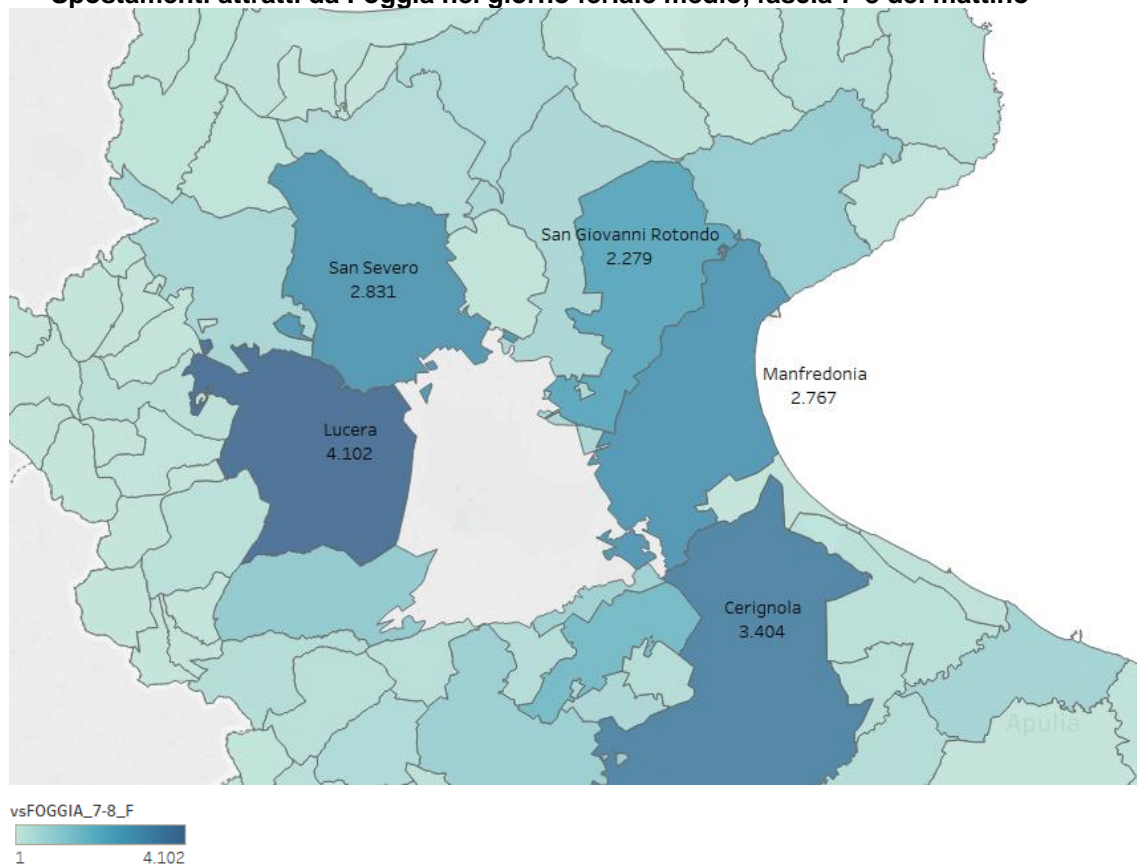 Spostamenti attratti da Foggia nel giorno feriale medio, fascia 7-8 del mattino
San Giovanni Rotondo
2.279
San Severo
2.831
Manfredonia
2.767
Lucera
4.102
Cerignola
3.404
Apulia
vsFOGGIA_7-8_F
1 4.102